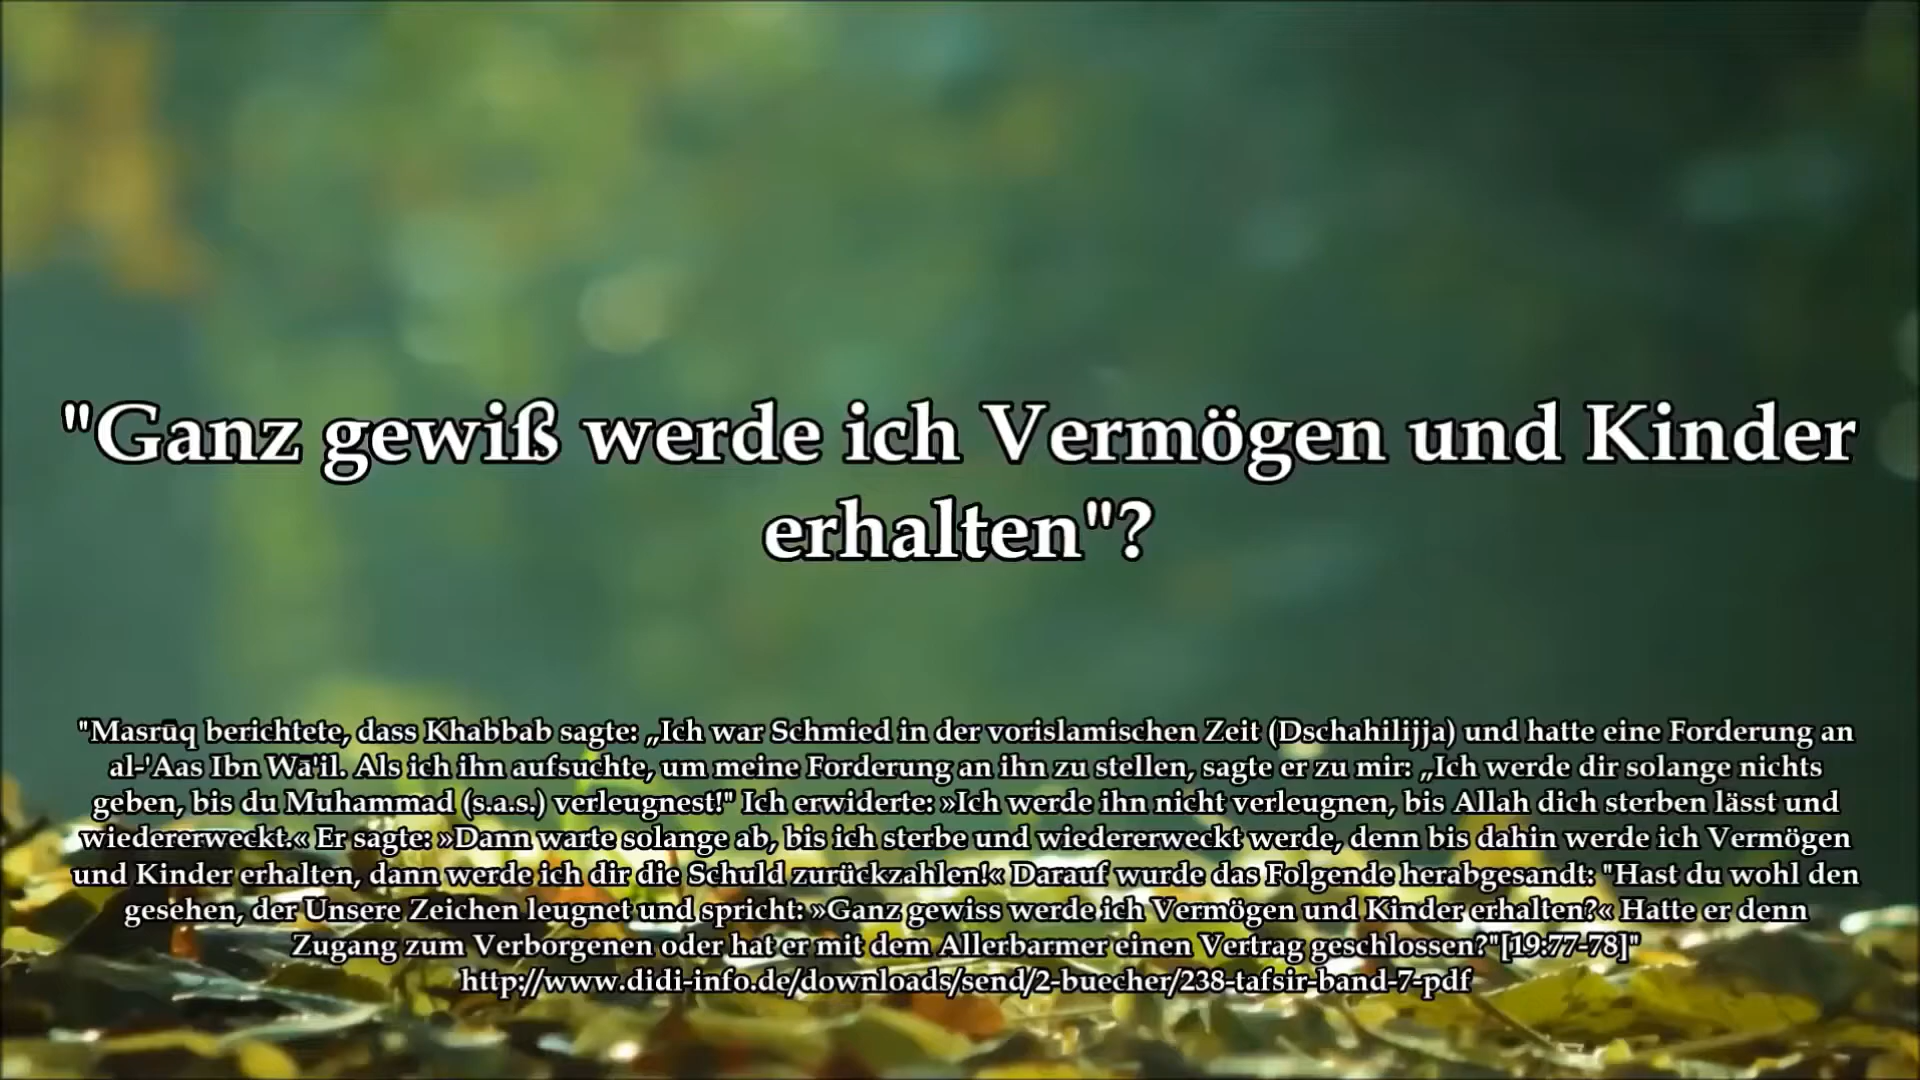 "Ganz gewiß werde ich Vermögen und Kinder
erhalten"?
"Masrūq berichtete, dass Khabbab sagte: „Ich war Schmied in der vorislamischen Zeit (Dschahilijja) und hatte eine Forderung an
al-'Aas Ibn Wā'il. Als ich ihn aufsuchte, um meine Forderung an ihn zu stellen, sagte er zu mir: „Ich werde dir solange nichts
geben, bis du Muhammad (s.a.s.) verleugnest!" Ich erwiderte: »Ich werde ihn nicht verleugnen, bis Allah dich sterben lässt und
wiedererweckt.« Er sagte: »Dann warte solange ab, bis ich sterbe und wiedererweckt werde, denn bis dahin werde ich Vermögen
und Kinder erhalten, dann werde ich dir die Schuld zurückzahlen!« Darauf wurde das Folgende herabgesandt: "Hast du wohl den
gesehen, der Unsere Zeichen leugnet und spricht: »Ganz gewiss werde ich Vermögen und Kinder erhalten?« Hatte er denn
Zugang zum Verborgenen oder hat er mit dem Allerbarmer einen Vertrag geschlossen?"[19:77-78]"
http://www.didi-info.de/downloads/send/2-buecher/238-tafsir-band-7-pdf